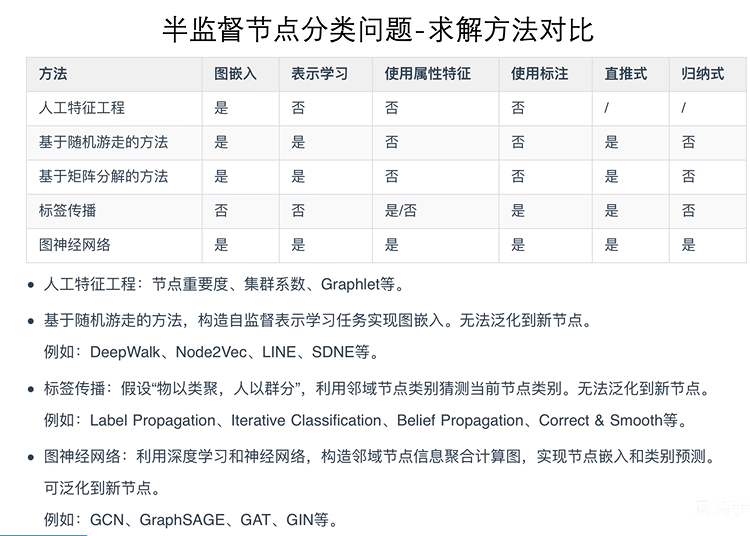 半监督节点分类问题-求解方法对比
方法 图嵌入 表示学习 使用属性特征 使用标注 直推式 归纳式
人工特征工程 是 否 否 否 / /
基于随机游走的方法 是 是 否 否 是 否
基于矩阵分解的方法 是 是 否 否 是 否
标签传播 否 否 是/否 是 是 否
图神经网络 是 是 是 是 是 是
• 人工特征工程：节点重要度、集群系数、Graphlet等。
• 基于随机游走的方法，构造自监督表示学习任务实现图嵌入。无法泛化到新节点。
例如：DeepWalk、Node2Vec、LINE、SDNE等。
• 标签传播：假设“物以类聚，人以群分”，利用邻域节点类别猜测当前节点类别。无法泛化到新节点。
例如：Label Propagation、Iterative Classification、Belief Propagation、Correct & Smooth等。
• 图神经网络：利用深度学习和神经网络，构造邻域节点信息聚合计算图，实现节点嵌入和类别预测。
可泛化到新节点。
例如：GCN、GraphSAGE、GAT、GIN等。